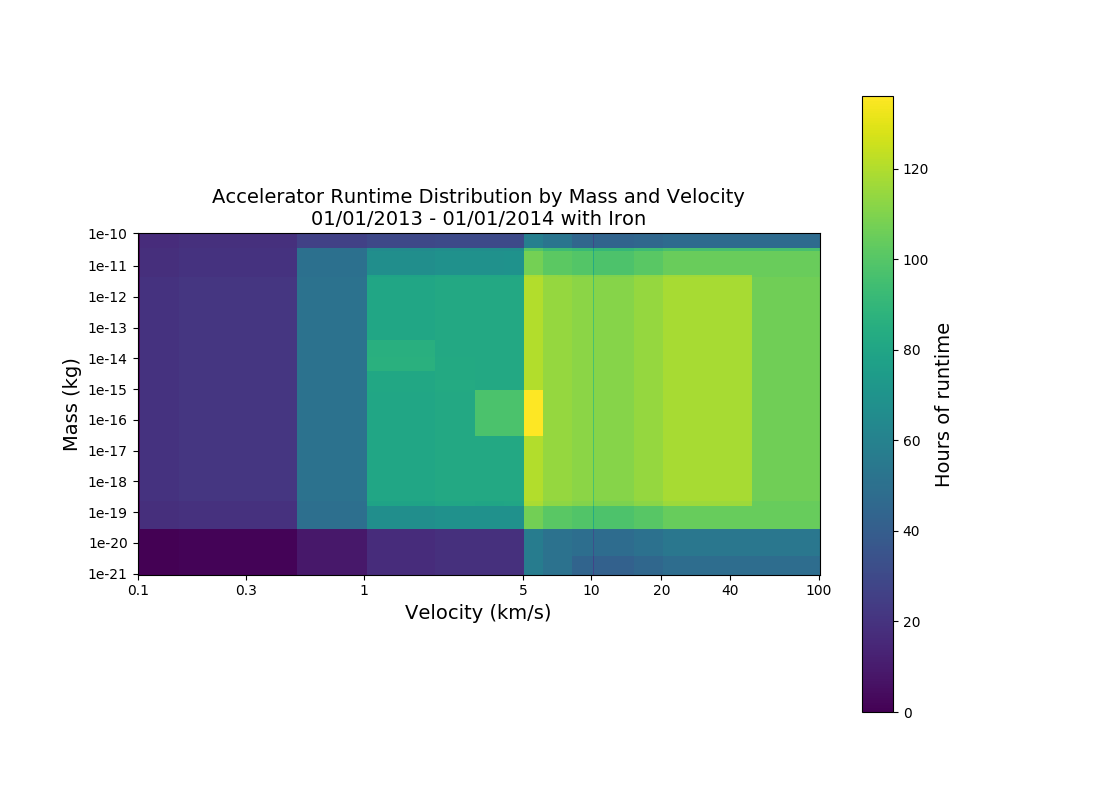 Accelerator Runtime Distribution by Mass and Velocity
01/01/2013 - 01/01/2014 with Iron
1e-10
1e-11
1e-12
1e-13
1e-14
1e-15
1e-16
1e-17
1e-18
1e-19
1e-20
1e-21
Mass (kg)
0.1 0.3 1 5 10 20 40 100
Velocity (km/s)
120
100
80
60
40
20
0
Hours of runtime